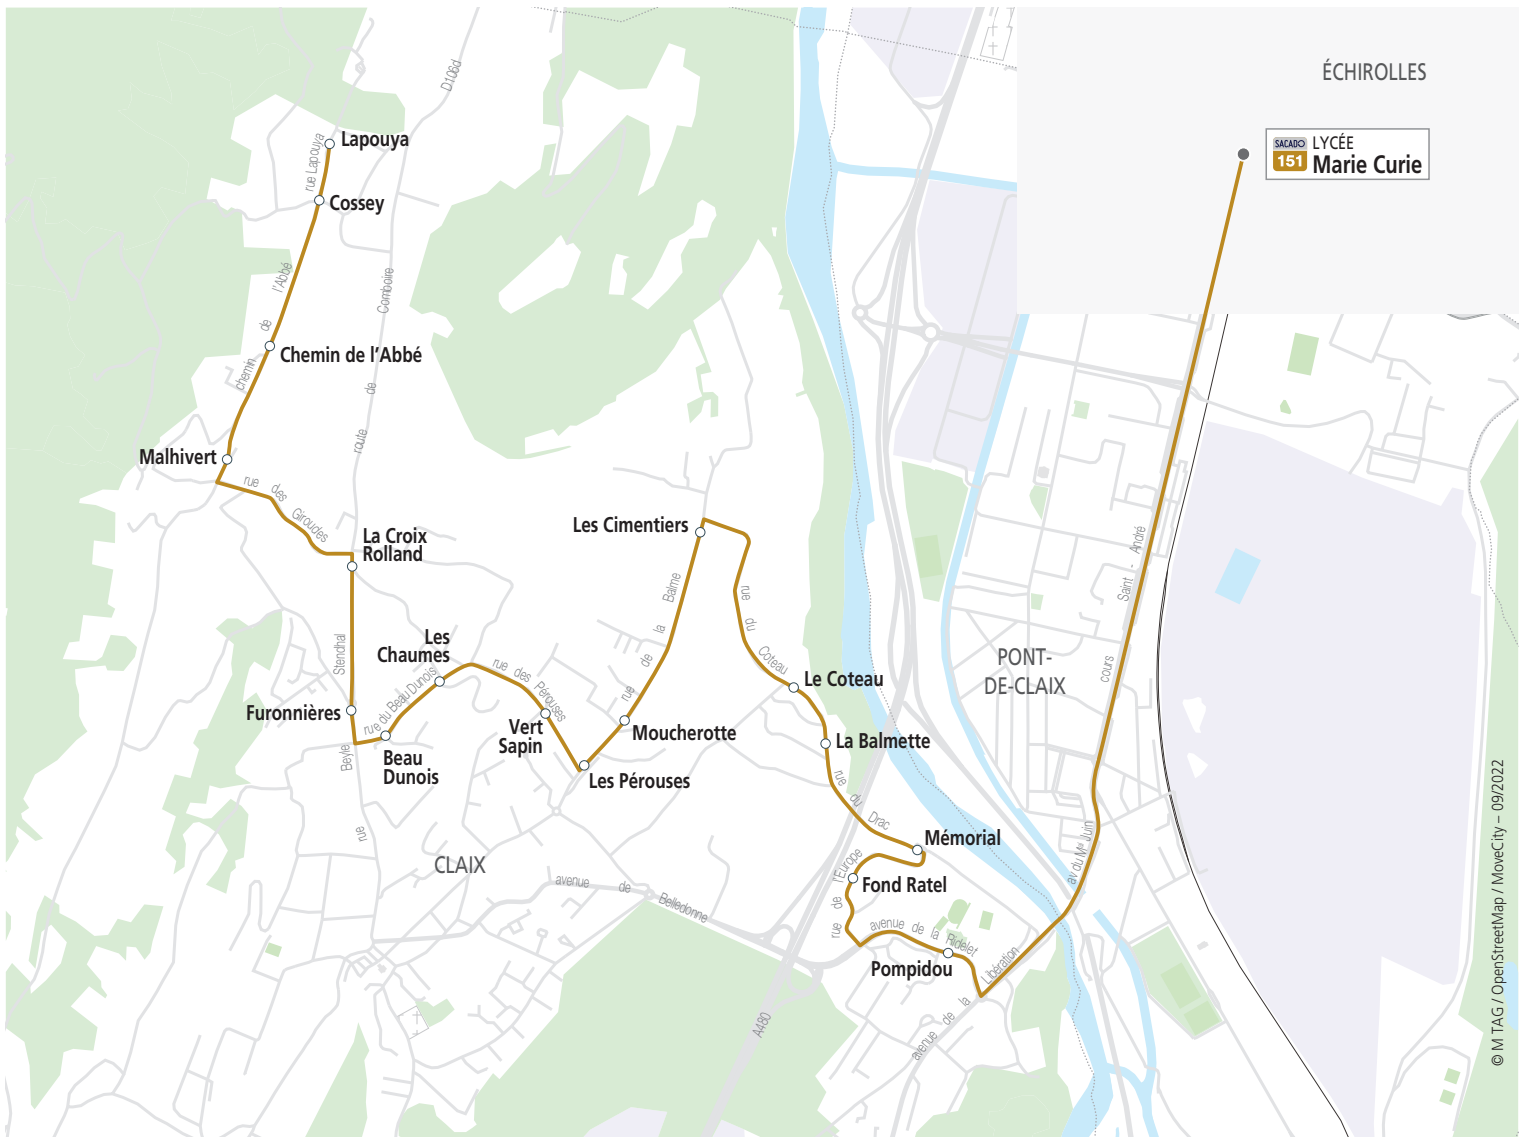 ÉCHIROLLES
SACADO
151
LYCÉE
Marie Curie
D106d
rue Lapouya
Lapouya
Cossey
chemin de l'Abbé
Chemin de l'Abbé
route de Comboire
Malhivert
rue des Giroudes
La Croix
Rolland
Les Cimentiers
rue de la Balme
rue du Coteau
Saint - André
cours
Stendhal
Beyle
rue
Les
Chaumes
rue des Pérouses
rue du Beau Dunois
Furonnières
Beau
Dunois
Vert
Sapin
Moucherotte
Les Pérouses
Le Coteau
La Balmette
PONT-
DE-CLAIX
rue du Drac
Mémorial
av du Mal Juin
CLAIX
avenue de Belledonne
rue de l'Europe
Fond Ratel
avenue de la Ridelet
Pompidou
avenue de la Libération
A480
© M TAG / OpenStreetMap / MoveCity – 09/2022